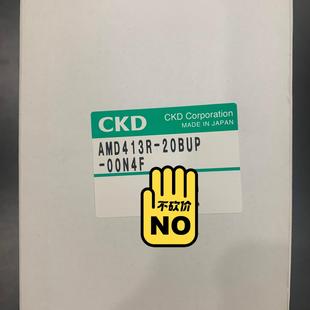 CKD
CKD Corporation
MADE IN JAPAN
AMD413R-20BUP
-00N4F
不砍价
NO